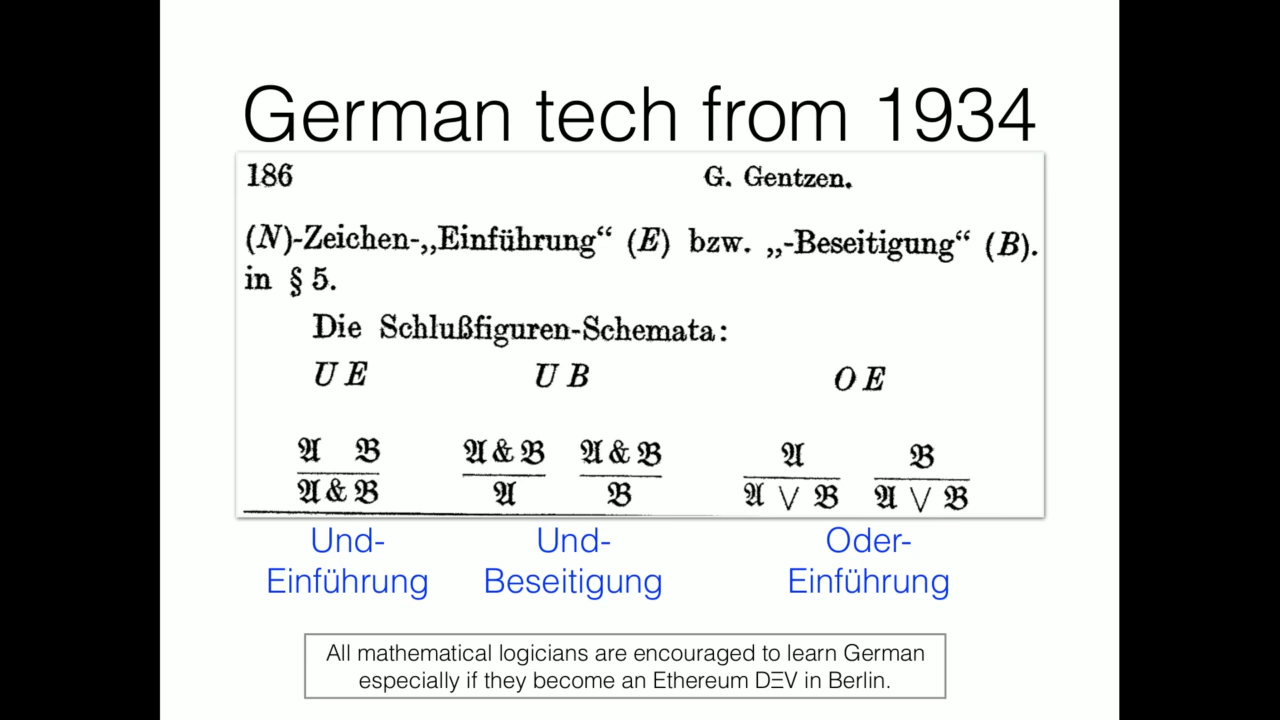 German tech from 1934
186 G. Gentzen.
(N)-Zeichen-„Einführung“ (E) bzw. „-Beseitigung“ (B).
in § 5.
Die Schlußfiguren-Schemata:
U E U B O E
𝔄 𝔅 𝔄 & 𝔅 𝔄 & 𝔅 𝔄 𝔅
𝔄 & 𝔅 𝔄 𝔅 𝔄 ∨ 𝔅 𝔄 ∨ 𝔅
Und- Und- Oder-
Einführung Beseitigung Einführung
All mathematical logicians are encouraged to learn German
especially if they become an Ethereum DΞV in Berlin.